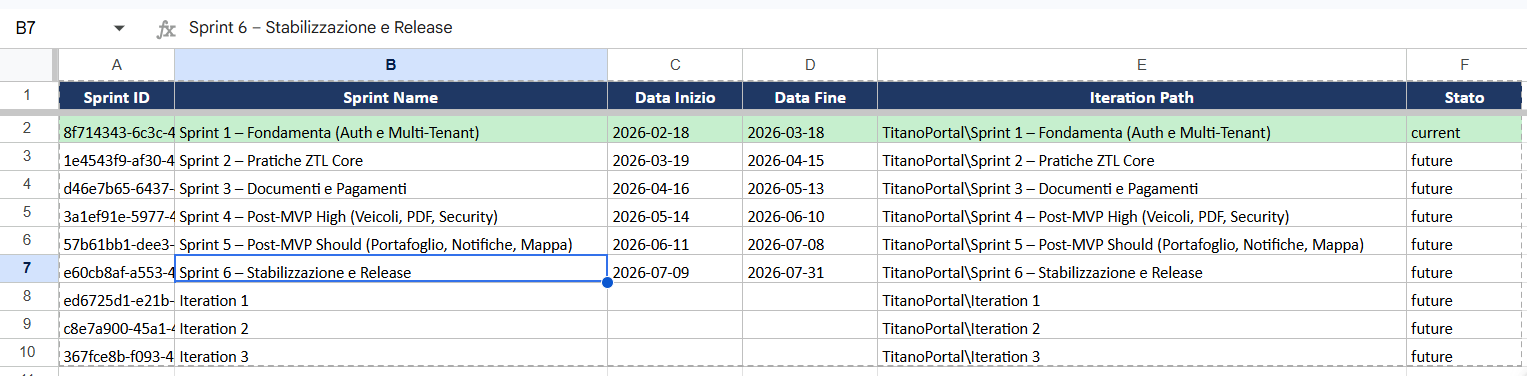 B7 fx Sprint 6 – Stabilizzazione e Release
A B C D E F
1 Sprint ID Sprint Name Data Inizio Data Fine Iteration Path Stato
2 8f714343-6c3c-4 Sprint 1 – Fondamenta (Auth e Multi-Tenant) 2026-02-18 2026-03-18 TitanoPortal\Sprint 1 – Fondamenta (Auth e Multi-Tenant) current
3 1e4543f9-af30-4 Sprint 2 – Pratiche ZTL Core 2026-03-19 2026-04-15 TitanoPortal\Sprint 2 – Pratiche ZTL Core future
4 d46e7b65-6437- Sprint 3 – Documenti e Pagamenti 2026-04-16 2026-05-13 TitanoPortal\Sprint 3 – Documenti e Pagamenti future
5 3a1ef91e-5977-4 Sprint 4 – Post-MVP High (Veicoli, PDF, Security) 2026-05-14 2026-06-10 TitanoPortal\Sprint 4 – Post-MVP High (Veicoli, PDF, Security) future
6 57b61bb1-dee3- Sprint 5 – Post-MVP Should (Portafoglio, Notifiche, Mappa) 2026-06-11 2026-07-08 TitanoPortal\Sprint 5 – Post-MVP Should (Portafoglio, Notifiche, Mappa) future
7 e60cb8af-a553-4 Sprint 6 – Stabilizzazione e Release 2026-07-09 2026-07-31 TitanoPortal\Sprint 6 – Stabilizzazione e Release future
8 ed6725d1-e21b- Iteration 1 TitanoPortal\Iteration 1 future
9 c8e7a900-45a1-4 Iteration 2 TitanoPortal\Iteration 2 future
10 367fce8b-f093-4 Iteration 3 TitanoPortal\Iteration 3 future